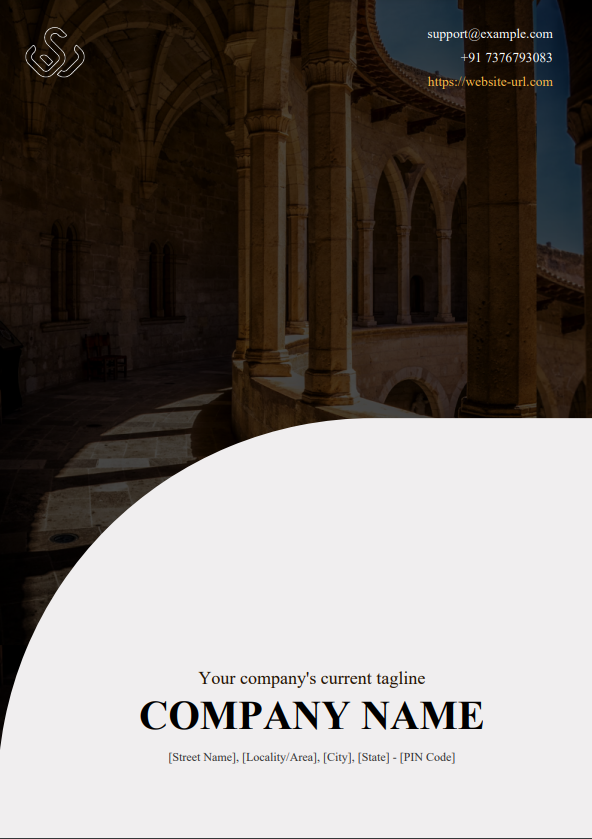 support@example.com
+91 7376793083
https://website-url.com
Your company's current tagline
COMPANY NAME
[Street Name], [Locality/Area], [City], [State] - [PIN Code]